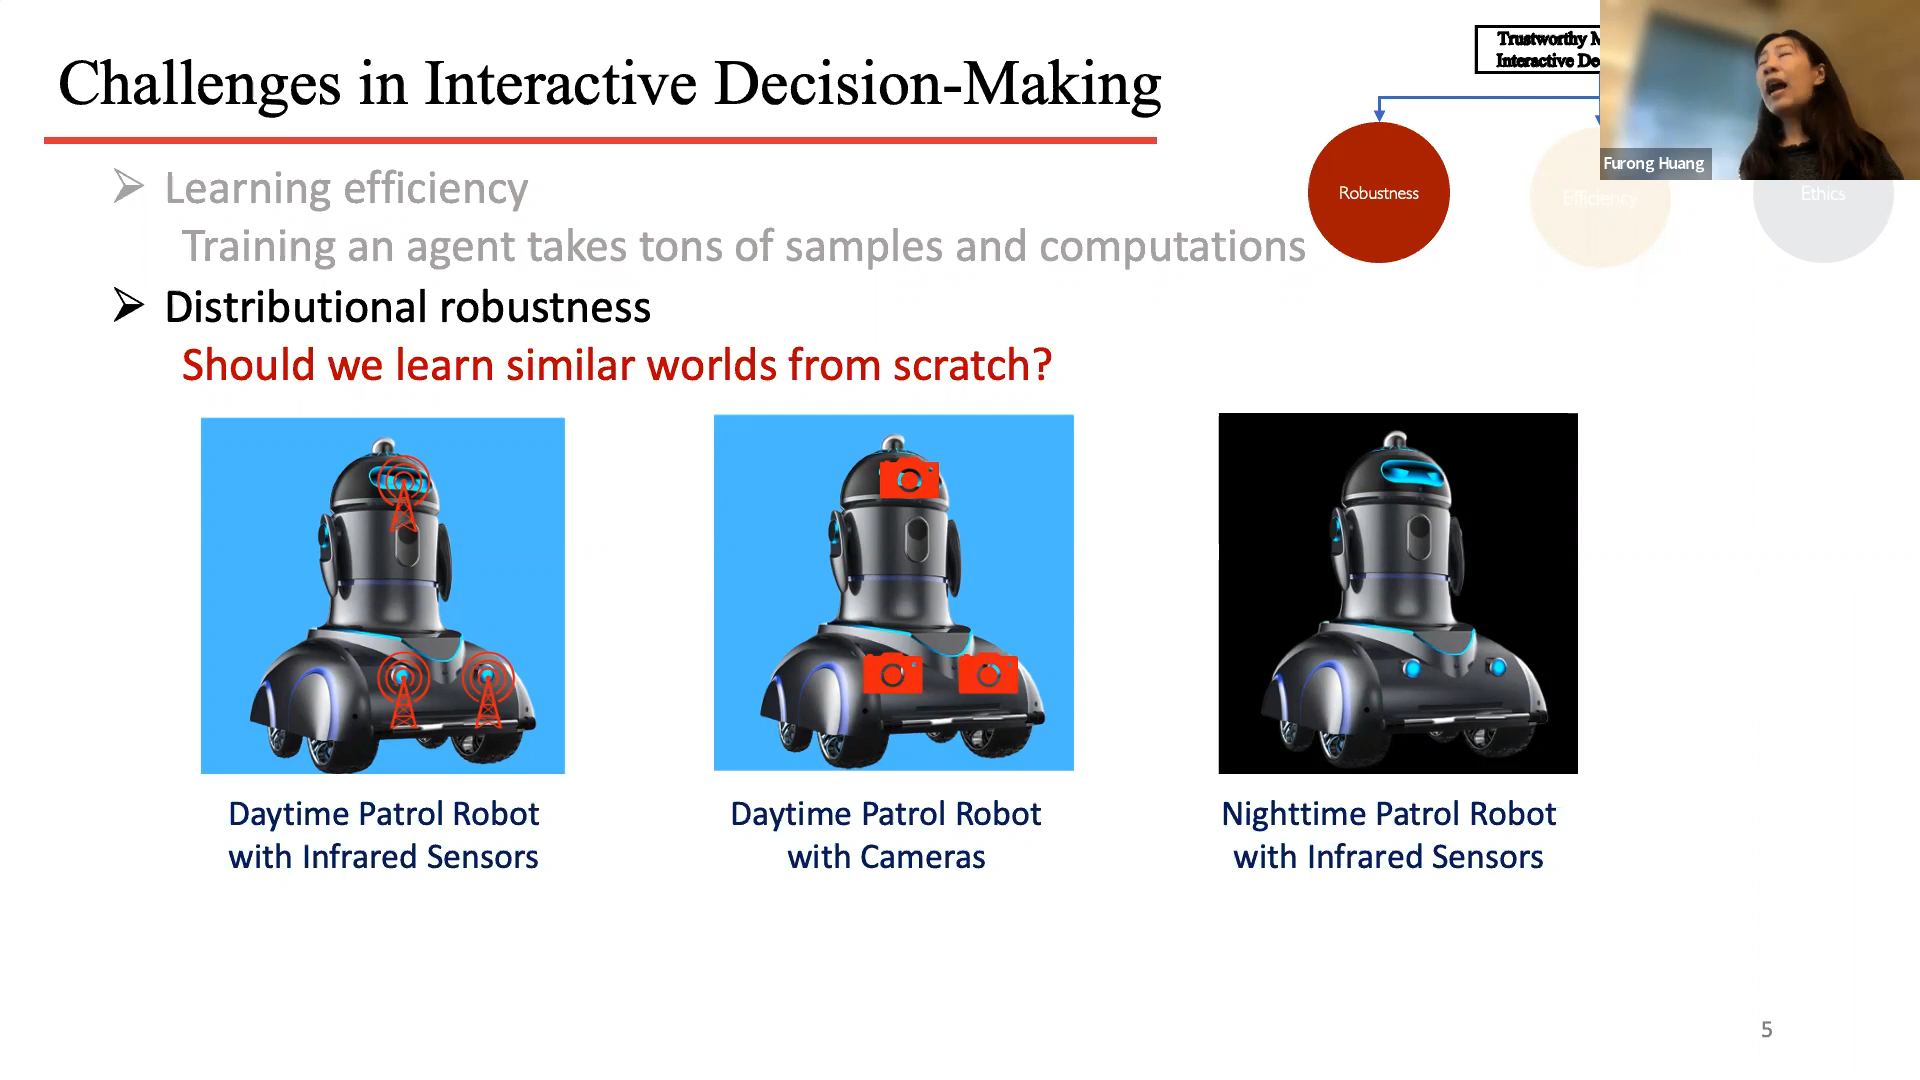 Challenges in Interactive Decision-Making
Trustworthy M
Interactive De
Furong Huang
Robustness
Efficiency
Ethics
Learning efficiency
Training an agent takes tons of samples and computations
Distributional robustness
Should we learn similar worlds from scratch?
Daytime Patrol Robot
with Infrared Sensors
Daytime Patrol Robot
with Cameras
Nighttime Patrol Robot
with Infrared Sensors
5